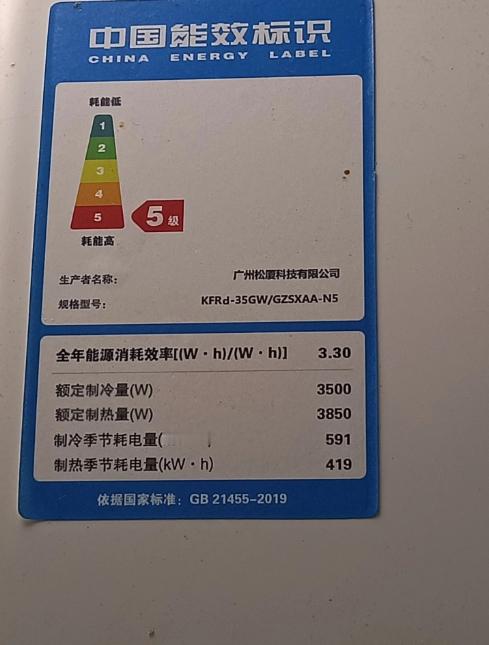 中国能效标识
CHINA ENERGY LABEL
耗能低
1
2
3
4
5
5级
耗能高
生产者名称: 广州松厦科技有限公司
规格型号: KFRd-35GW/GZSXAA-N5
全年能源消耗效率[(W·h)/(W·h)] 3.30
额定制冷量(W) 3500
额定制热量(W) 3850
制冷季节耗电量( 591
制热季节耗电量(kW·h) 419
依据国家标准: GB 21455-2019